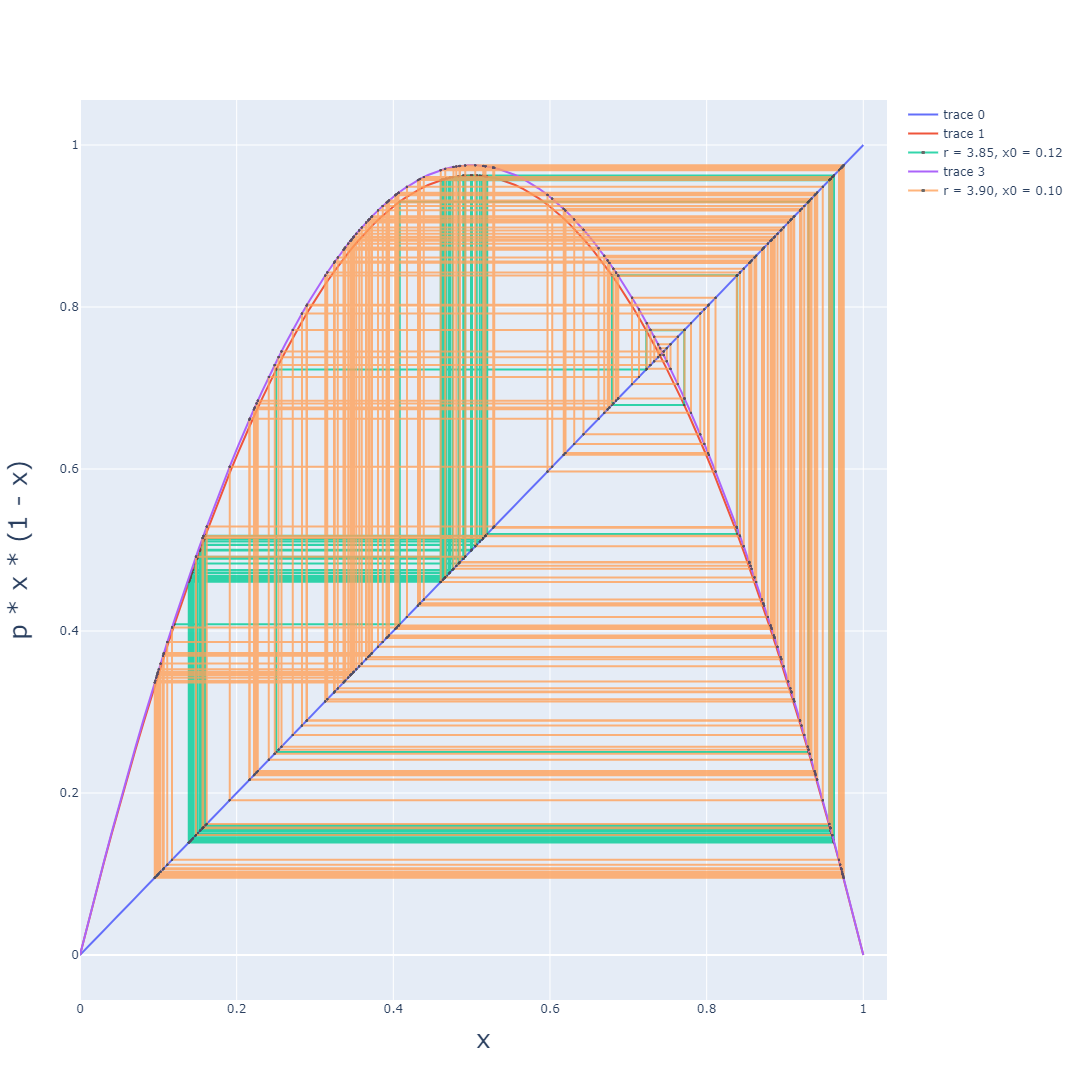 trace 0
trace 1
r = 3.85, x0 = 0.12
trace 3
r = 3.90, x0 = 0.10
p * x * (1 - x)
1
0.8
0.6
0.4
0.2
0
0 0.2 0.4 0.6 0.8 1
x